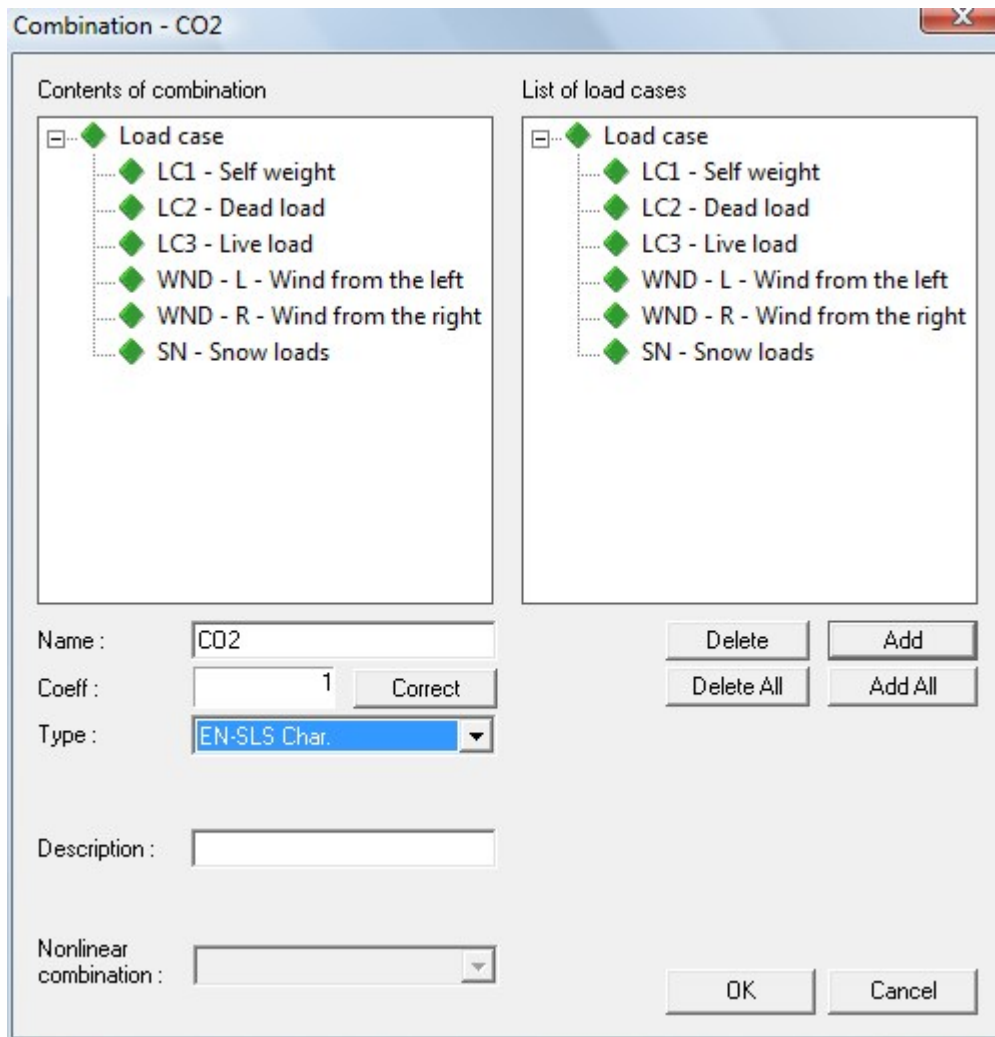 Combination - CO2
Contents of combination
Load case
LC1 - Self weight
LC2 - Dead load
LC3 - Live load
WND - L - Wind from the left
WND - R - Wind from the right
SN - Snow loads
List of load cases
Load case
LC1 - Self weight
LC2 - Dead load
LC3 - Live load
WND - L - Wind from the left
WND - R - Wind from the right
SN - Snow loads
Name : CO2
Coeff : 1 Correct
Type : EN-SLS Char.
Delete Add
Delete All Add All
Description :
Nonlinear
combination :
OK Cancel